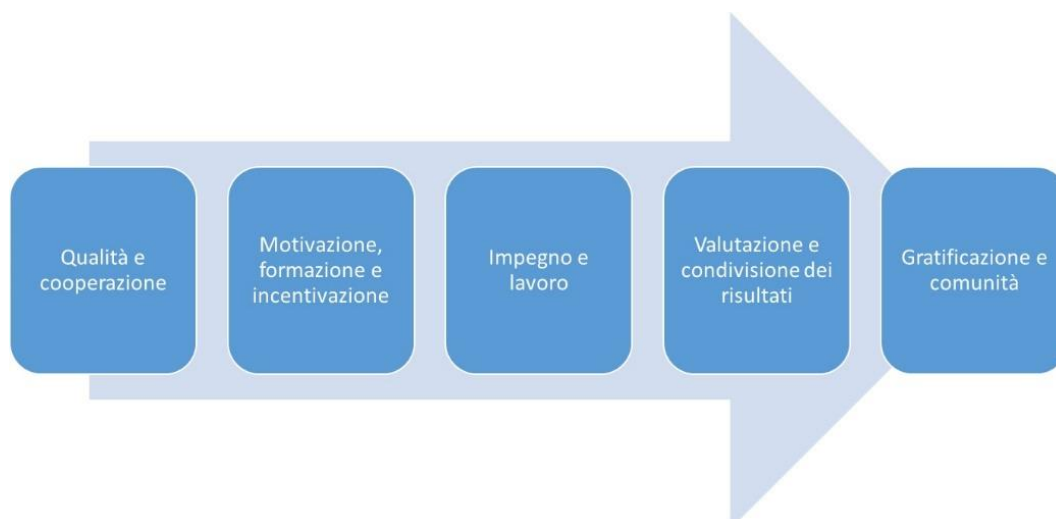 Qualità e
cooperazione
Motivazione,
formazione e
incentivazione
Impegno e
lavoro
Valutazione e
condivisione dei
risultati
Gratificazione e
comunità